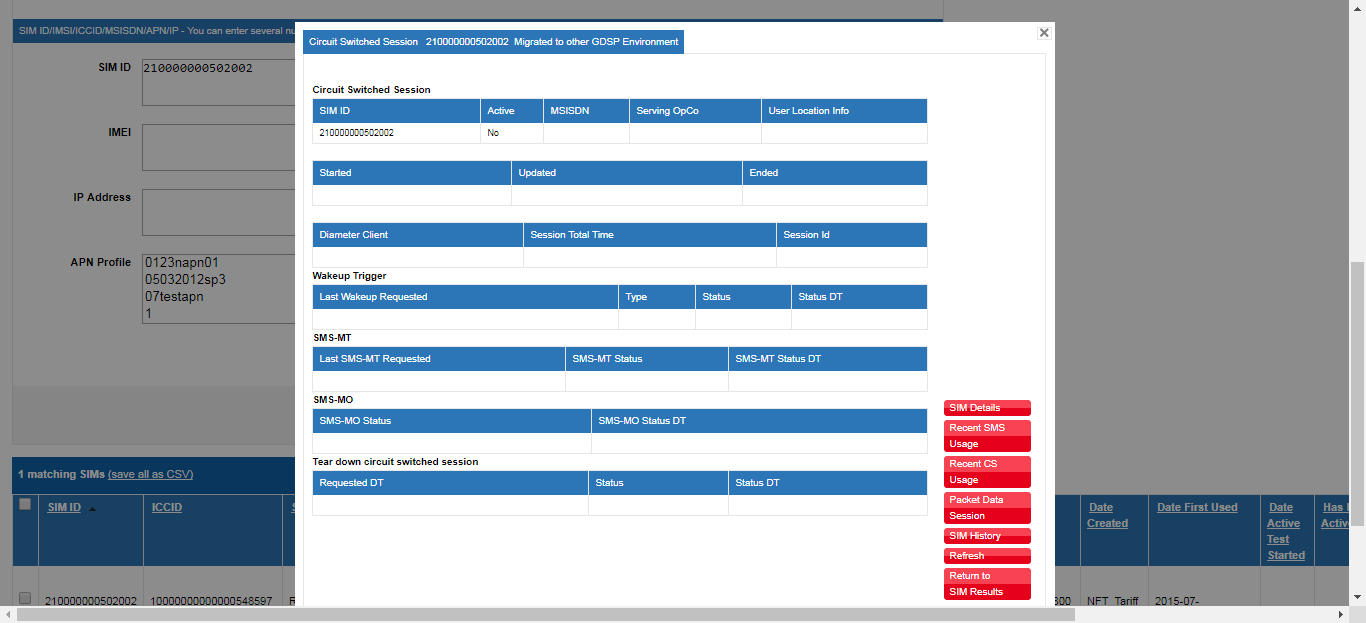 SIM ID/IMSI/ICCID/MSISDN/APN/IP - You can enter several
SIM ID
210000000502002
IMEI
IP Address
APN Profile
0123napn01
05032012sp3
07testapn
1
1 matching SIMs (save all as CSV)
SIM ID
ICCID
Date Created
Date First Used
Date Active Test Started
Has
210000000502002
10000000000000548597
NFT_Tariff
2015-07-
Circuit Switched Session 210000000502002 Migrated to other GDSP Environment
Circuit Switched Session
SIM ID Active MSISDN Serving OpCo User Location Info
210000000502002 No
Started Updated Ended
Diameter Client Session Total Time Session Id
Wakeup Trigger
Last Wakeup Requested Type Status Status DT
SMS-MT
Last SMS-MT Requested SMS-MT Status SMS-MT Status DT
SMS-MO
SMS-MO Status SMS-MO Status DT
Tear down circuit switched session
Requested DT Status Status DT
SIM Details
Recent SMS
Usage
Recent CS
Usage
Packet Data
Session
SIM History
Refresh
Return to
SIM Results